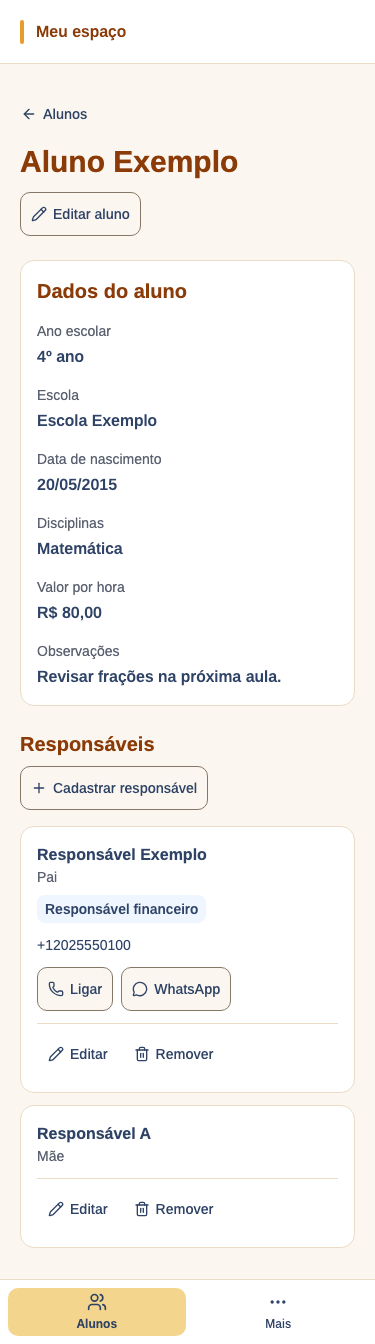 Meu espaço
Alunos
Aluno Exemplo
Editar aluno
Dados do aluno
Ano escolar
4º ano
Escola
Escola Exemplo
Data de nascimento
20/05/2015
Disciplinas
Matemática
Valor por hora
R$ 80,00
Observações
Revisar frações na próxima aula.
Responsáveis
Cadastrar responsável
Responsável Exemplo
Pai
Responsável financeiro
+12025550100
Ligar WhatsApp
Editar Remover
Responsável A
Mãe
Editar Remover
Alunos Mais